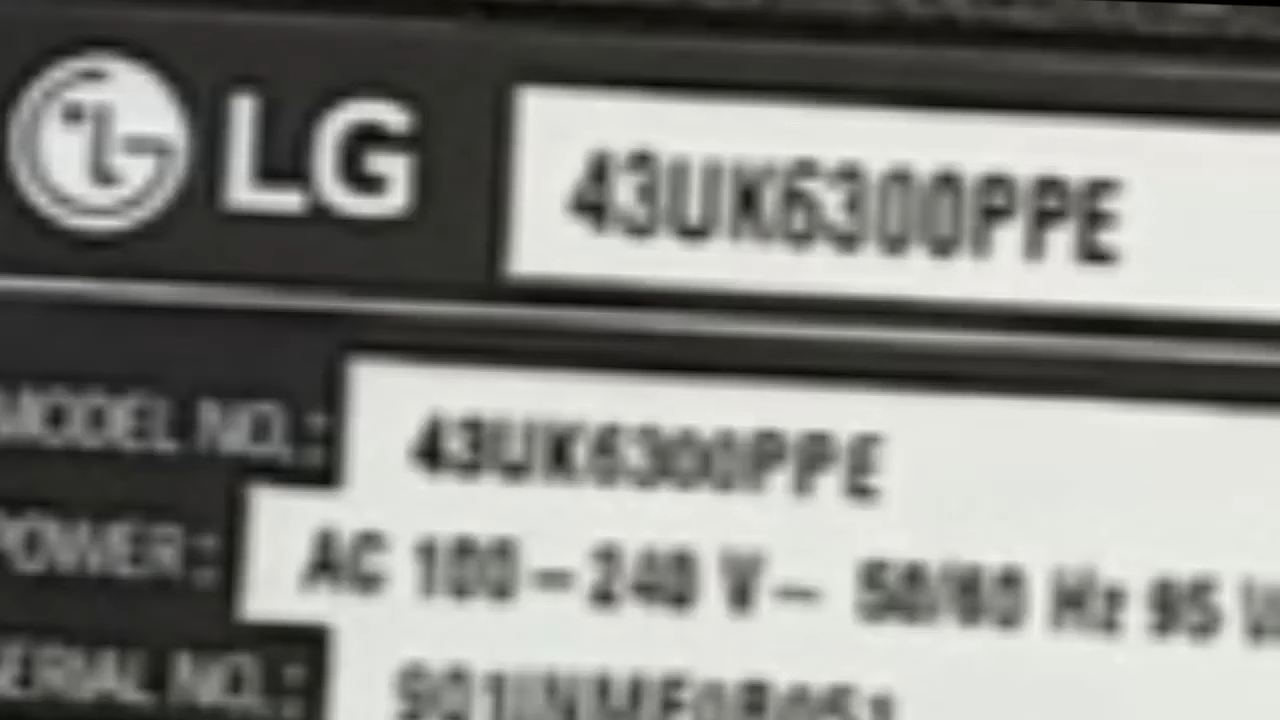 LG 43UK6300PPE
MODEL NO.: 43UK6300PPE
POWER: AC 100-240 V~ 50/60 Hz 95
SERIAL NO.: